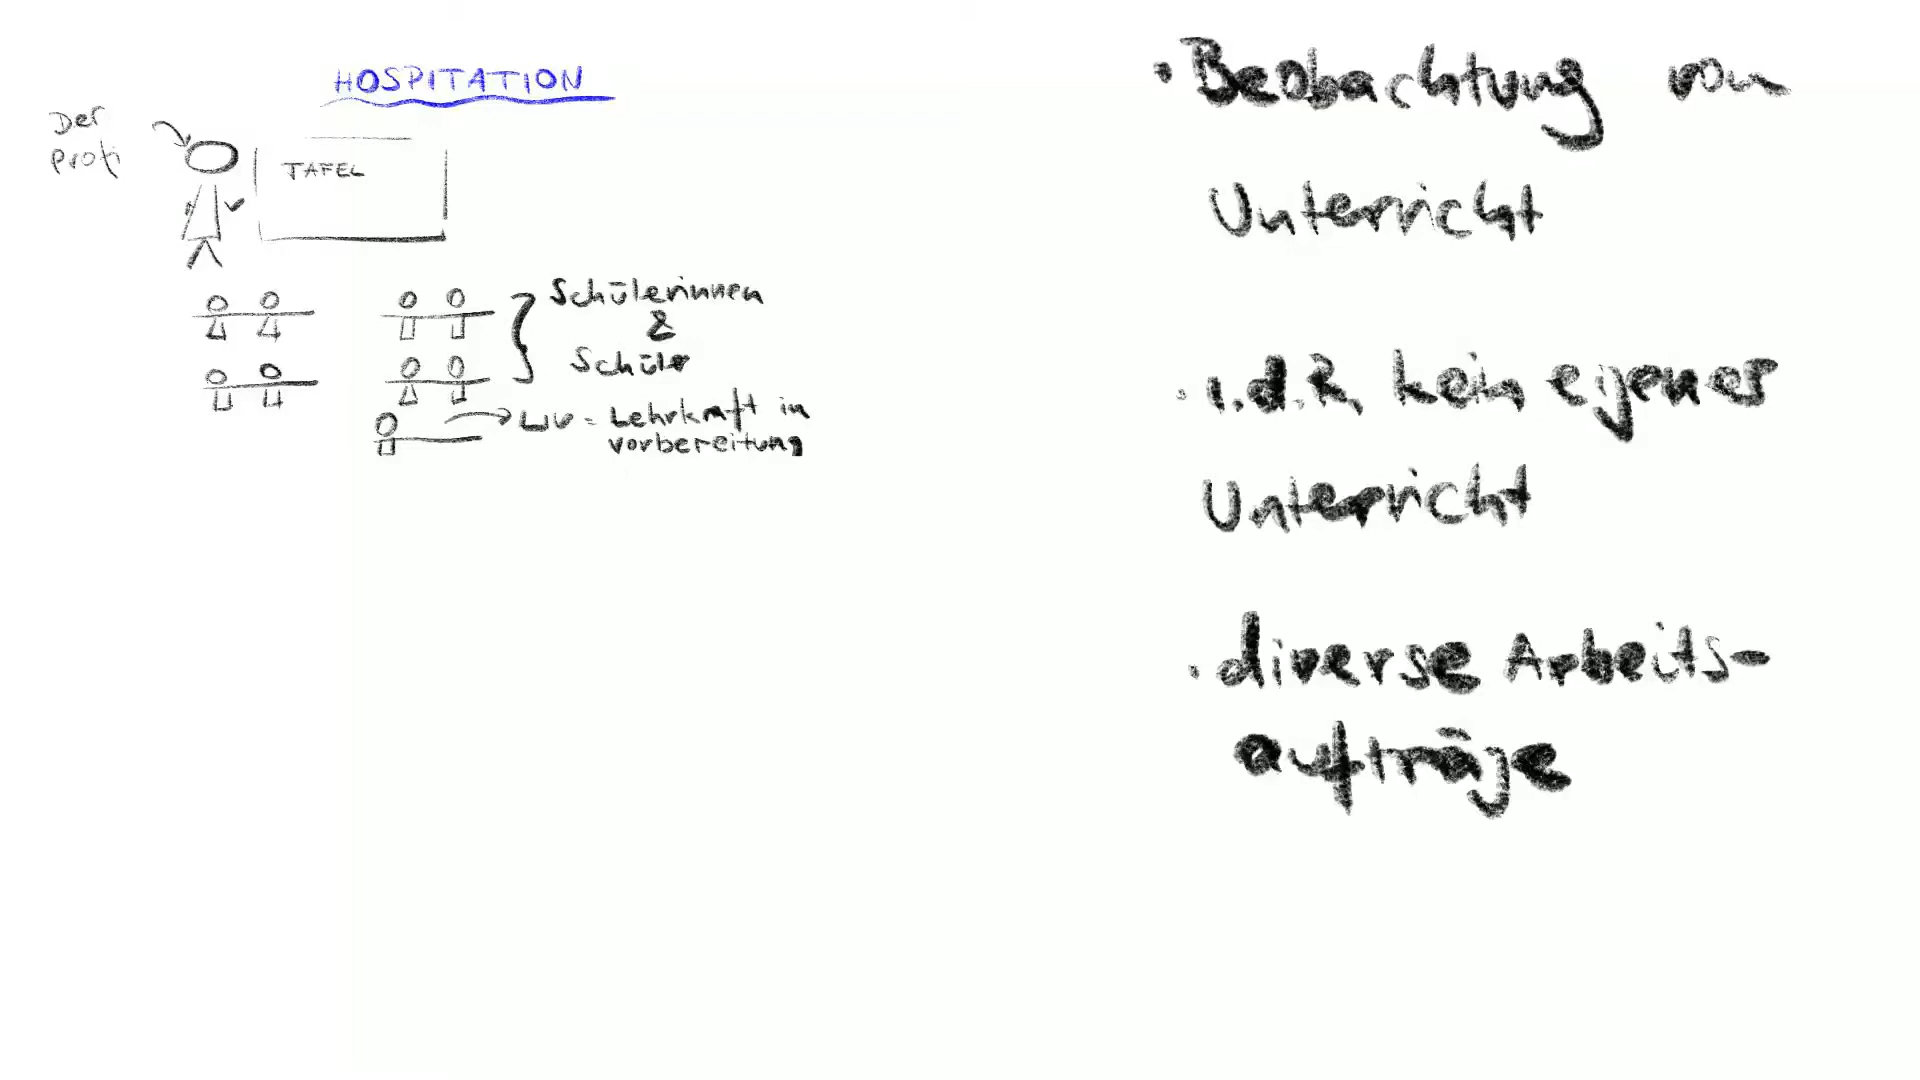 HOSPITATION
Der
Profi
TAFEL
Schülerinnen
&
Schüler
LiV = Lehrkraft in
vorbereitung
• Beobachtung von
Unterricht
• i.d.R. kein eigener
Unterricht
• diverse Arbeits-
aufträge